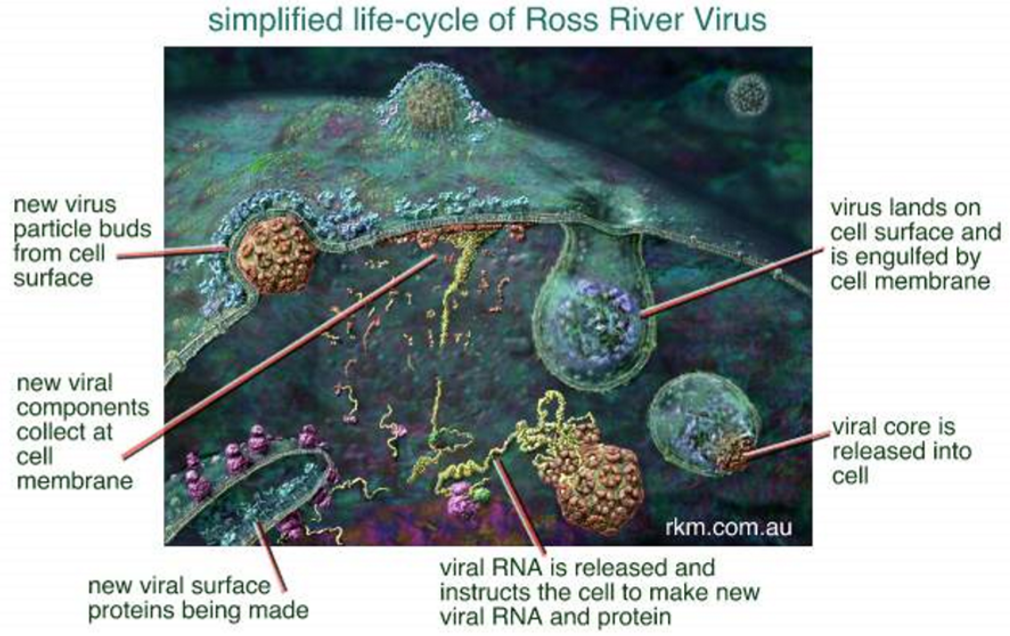 simplified life-cycle of Ross River Virus
new virus
particle buds
from cell
surface
virus lands on
cell surface and
is engulfed by
cell membrane
new viral
components
collect at
cell
membrane
viral core is
released into
cell
rkm.com.au
new viral surface
proteins being made
viral RNA is released and
instructs the cell to make new
viral RNA and protein